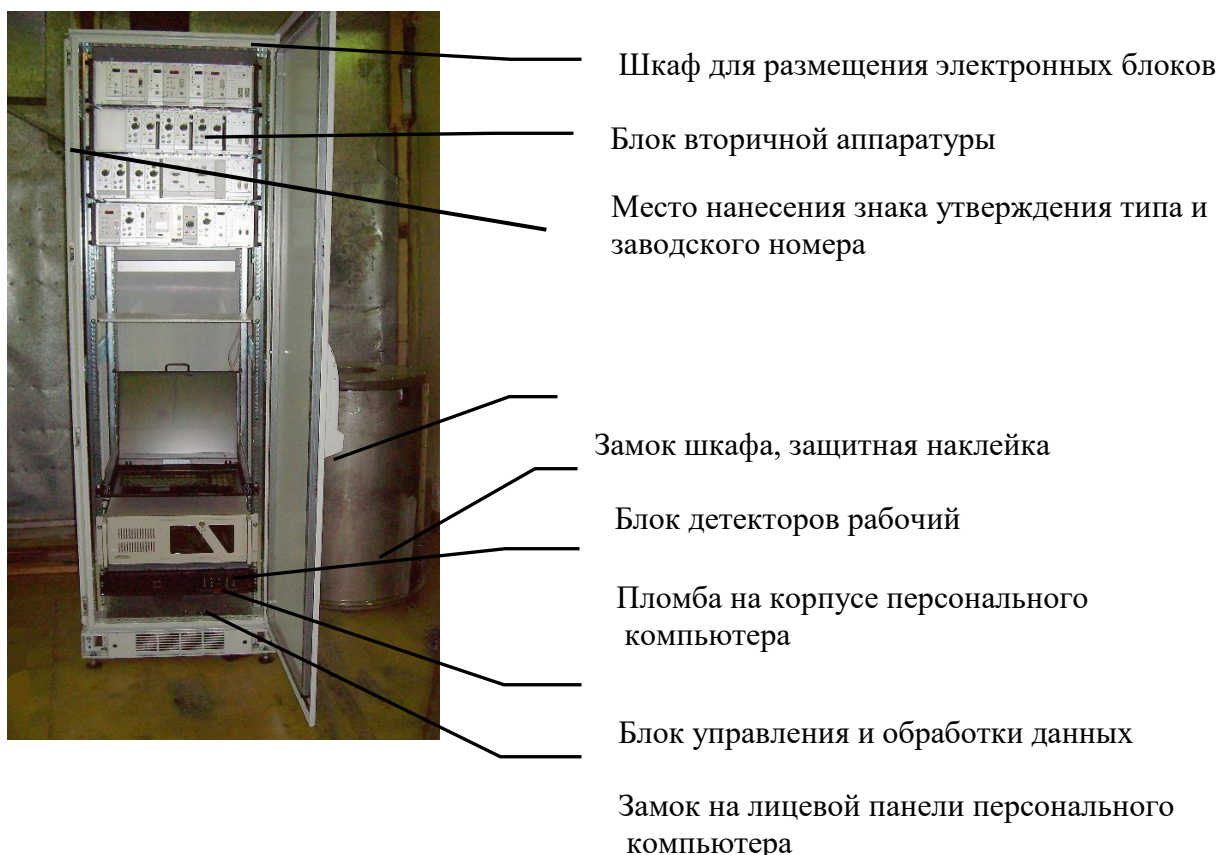 Шкаф для размещения электронных блоков
Блок вторичной аппаратуры
Место нанесения знака утверждения типа и
заводского номера
Замок шкафа, защитная наклейка
Блок детекторов рабочий
Пломба на корпусе персонального
компьютера
Блок управления и обработки данных
Замок на лицевой панели персонального
компьютера